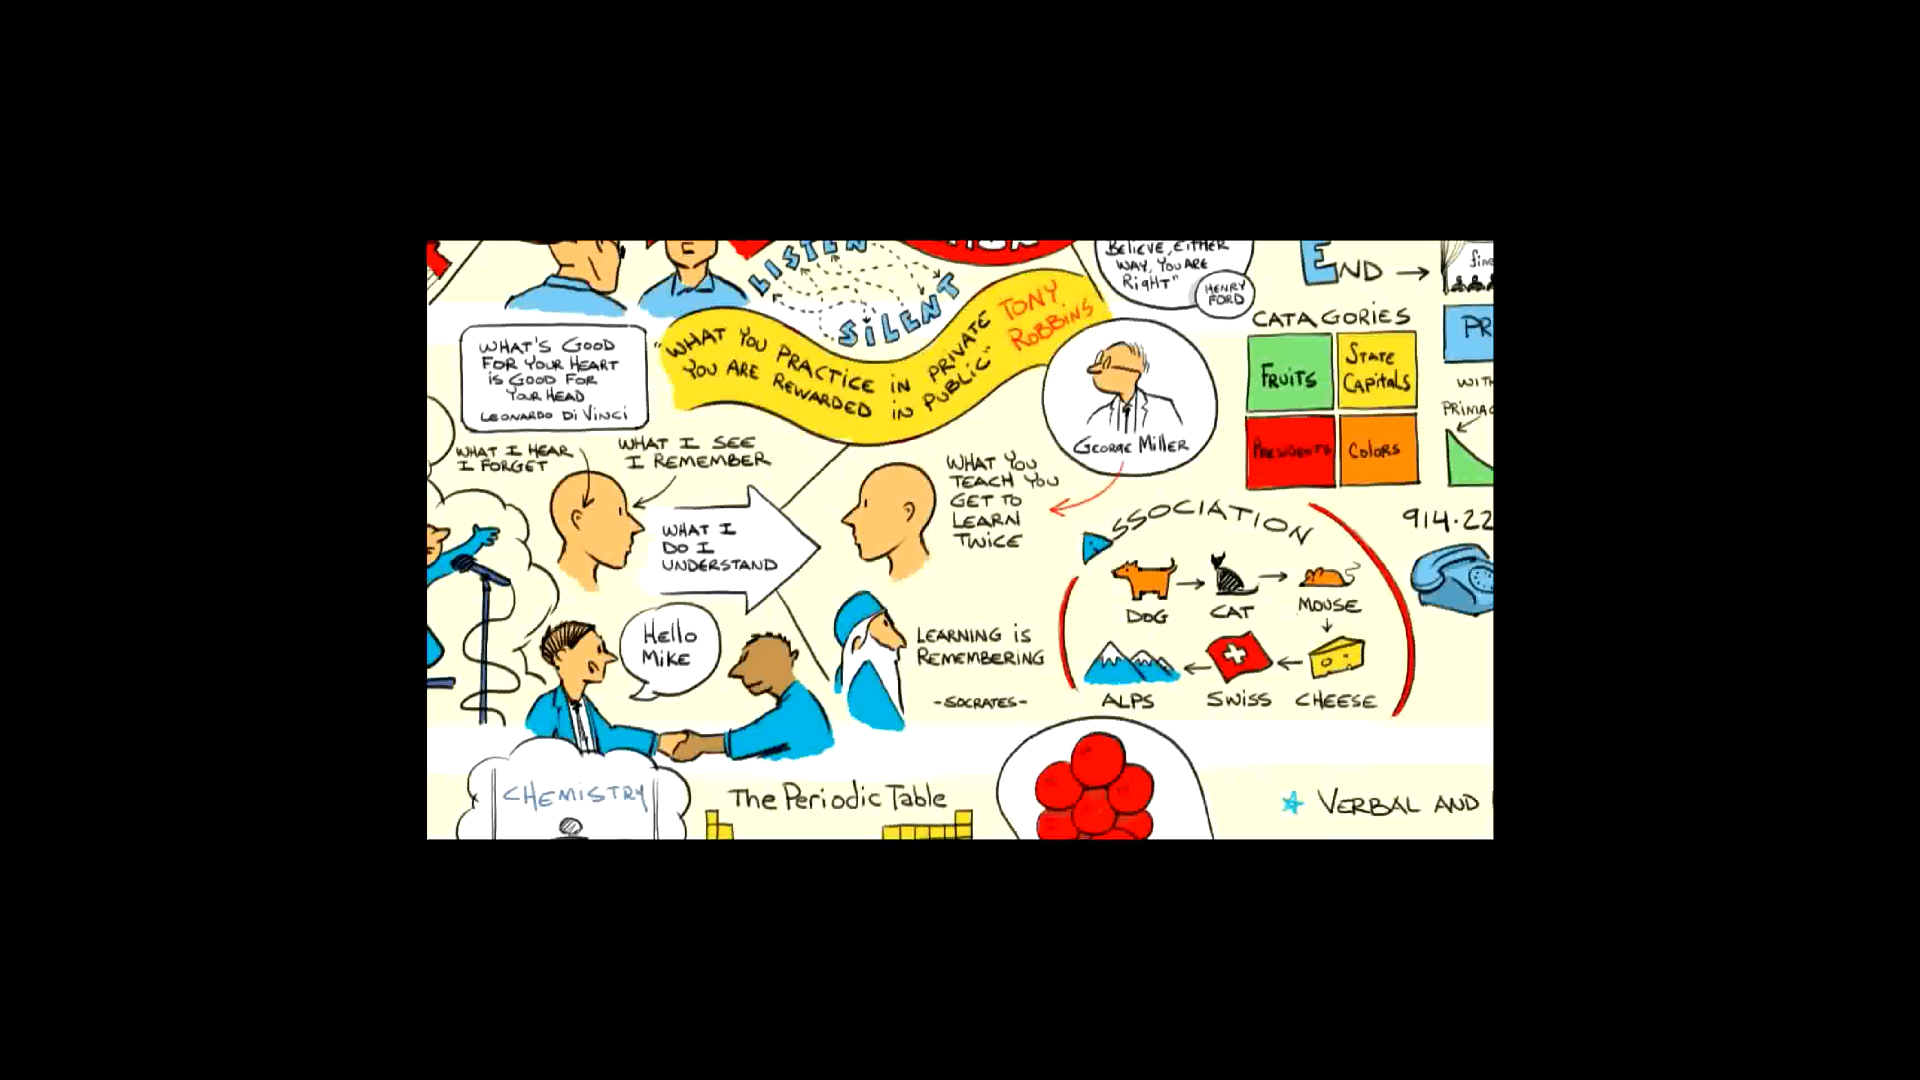 LISTEN
SILENT
BELIEVE, EITHER
WAY, YOU ARE
RIGHT"
HENRY
FORD
END
CATAGORIES
FRUITS
STATE
CAPITALS
PRESIDENTS
COLORS
WHAT'S GOOD
FOR YOUR HEART
IS GOOD FOR
YOUR HEAD
LEONARDO DI VINCI
"WHAT YOU PRACTICE IN PRIVATE
YOU ARE REWARDED IN PUBLIC"
TONY
ROBBINS
GEORGE MILLER
WHAT I HEAR
I FORGET
WHAT I SEE
I REMEMBER
WHAT I
DO I
UNDERSTAND
WHAT YOU
TEACH YOU
GET TO
LEARN
TWICE
ASSOCIATION
DOG
CAT
MOUSE
ALPS
SWISS
CHEESE
914-22
Hello
Mike
LEARNING IS
REMEMBERING
-SOCRATES-
CHEMISTRY
The Periodic Table
VERBAL AND